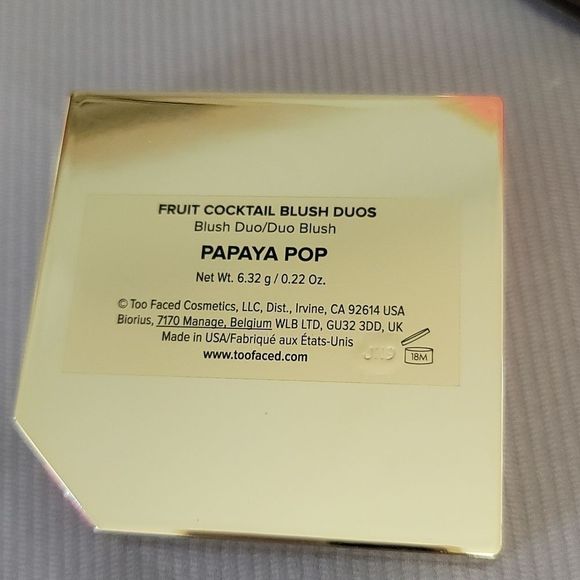 FRUIT COCKTAIL BLUSH DUOS
Blush Duo/Duo Blush
PAPAYA POP
Net Wt. 6.32 g / 0.22 Oz.
© Too Faced Cosmetics, LLC, Dist., Irvine, CA 92614 USA
Biorius, 7170 Manage, Belgium WLB LTD, GU32 3DD, UK
Made in USA/Fabriqué aux États-Unis
www.toofaced.com
18M